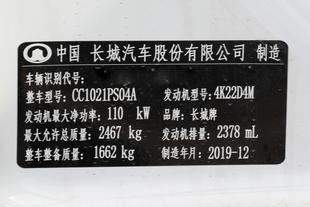 中国 长城汽车股份有限公司 制造
车辆识别代号:
整车型号: CC1021PS04A 发动机型号: 4K22D4M
发动机最大净功率: 110 kW 品牌: 长城牌
最大允许总质量: 2467 kg 发动机排量: 2378 mL
整车整备质量: 1662 kg 制造年月: 2019-12